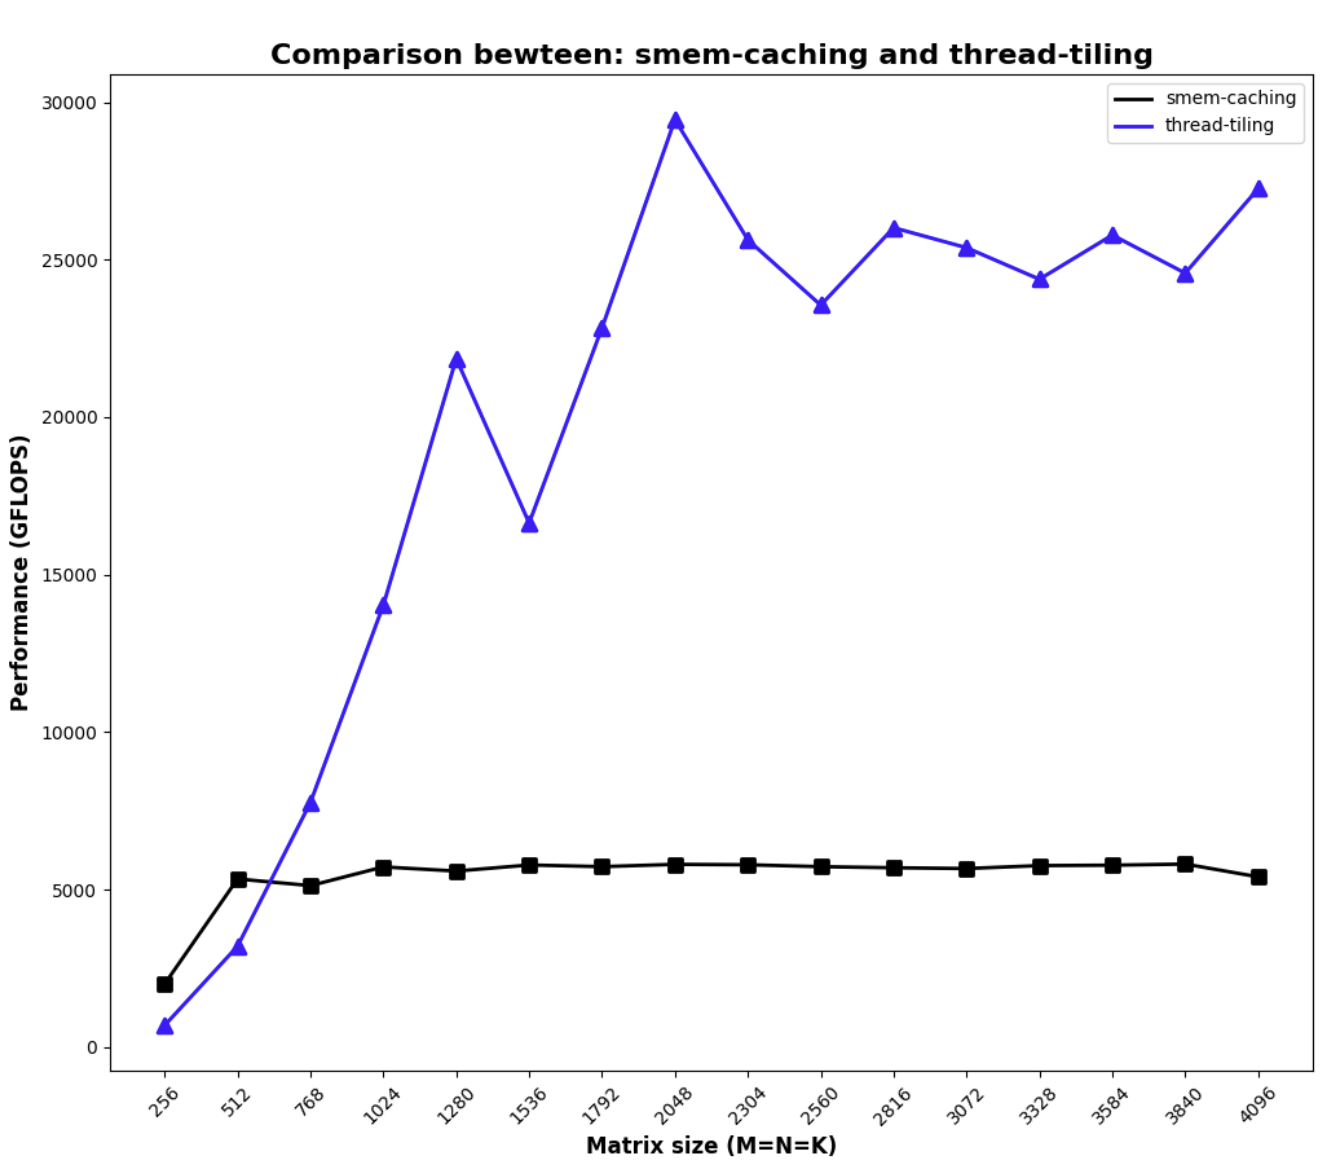 Comparison bewteen: smem-caching and thread-tiling
smem-caching
thread-tiling
Performance (GFLOPS)
30000
25000
20000
15000
10000
5000
0
256 512 768 1024 1280 1536 1792 2048 2304 2560 2816 3072 3328 3584 3840 4096
Matrix size (M=N=K)